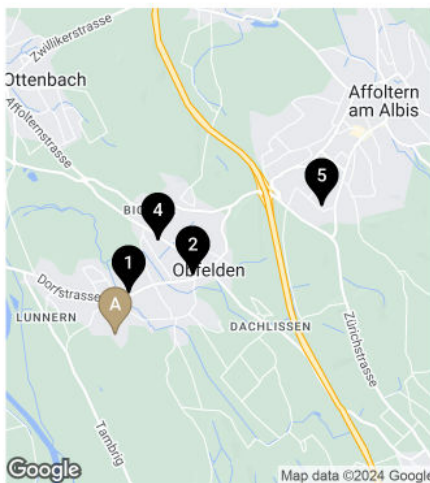 Zwillikerstrasse
Ottenbach
Affolternstrasse
Affoltern
am Albis
5
4
2
1
Obfelden
Dorfstrasse
A
LUNNERN
DACHLISSEN
Zürichstrasse
Tambrig
Google
Map data ©2024 Google